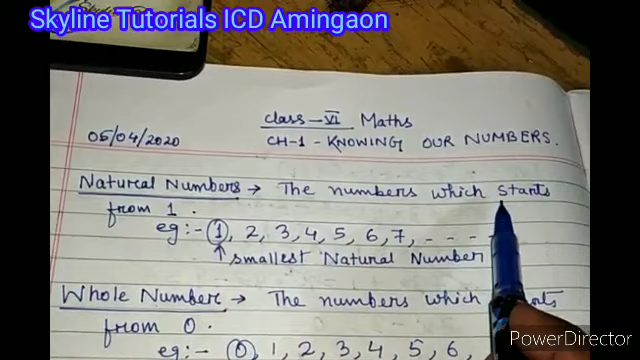 Skyline Tutorials ICD Amingaon
Class-VI Maths
05/04/2020 CH-1-KNOWING OUR NUMBERS.
Natural Numbers → The numbers which starts
from 1.
eg:- 1, 2, 3, 4, 5, 6, 7, - - -
↑ smallest Natural Number
Whole Number → The numbers which
from 0.
eg:- 0, 1, 2, 3, 4, 5, 6,
PowerDirector